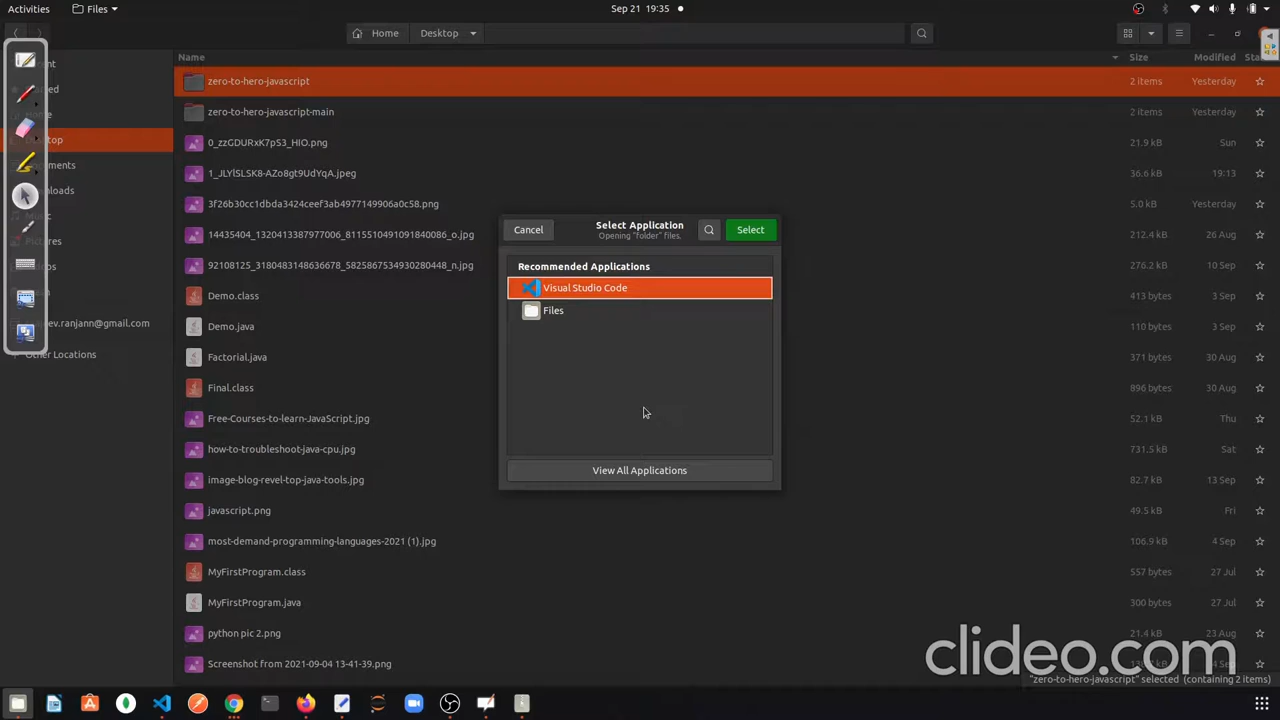 Activities
Files
Sep 21 19:35
Home
Desktop
Name
Size
Modified
zero-to-hero-javascript
2 items
Yesterday
zero-to-hero-javascript-main
2 items
Yesterday
0_zzGDURxK7pS3_HIO.png
21.9 kB
Sun
1_JLYlSLSK8-AZo8gt9UdYqA.jpeg
36.6 kB
19:13
3f26b30cc1dbda3424ceef3ab4977149906a0c58.png
5.0 kB
Yesterday
14435404_1320413387977006_8115510491091840086_o.jpg
212.4 kB
26 Aug
92108125_3180483148636678_5825867534930280448_n.jpg
276.2 kB
10 Sep
Demo.class
413 bytes
3 Sep
Demo.java
110 bytes
3 Sep
Factorial.java
371 bytes
30 Aug
Final.class
896 bytes
30 Aug
Free-Courses-to-learn-JavaScript.jpg
52.1 kB
Thu
how-to-troubleshoot-java-cpu.jpg
731.5 kB
Sat
image-blog-revel-top-java-tools.jpg
82.7 kB
13 Sep
javascript.png
49.5 kB
Fri
most-demand-programming-languages-2021 (1).jpg
106.9 kB
4 Sep
MyFirstProgram.class
557 bytes
27 Jul
MyFirstProgram.java
300 bytes
27 Jul
python pic 2.png
21.4 kB
23 Aug
Screenshot from 2021-09-04 13-41-39.png
Pictures
ev.ranjann@gmail.com
Other Locations
Cancel
Select Application
Opening "folder" files.
Select
Recommended Applications
Visual Studio Code
Files
View All Applications
clideo.com
"zero-to-hero-javascript" selected (containing 2 items)